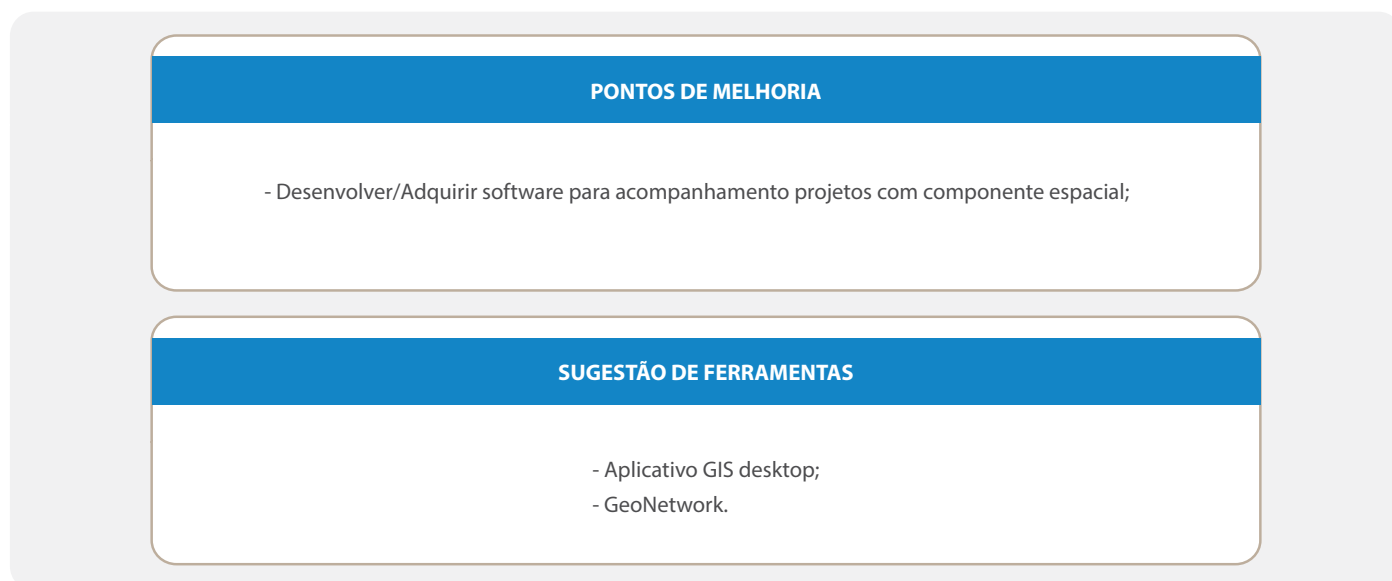 PONTOS DE MELHORIA
- Desenvolver/Adquirir software para acompanhamento projetos com componente espacial;
SUGESTÃO DE FERRAMENTAS
- Aplicativo GIS desktop;
- GeoNetwork.